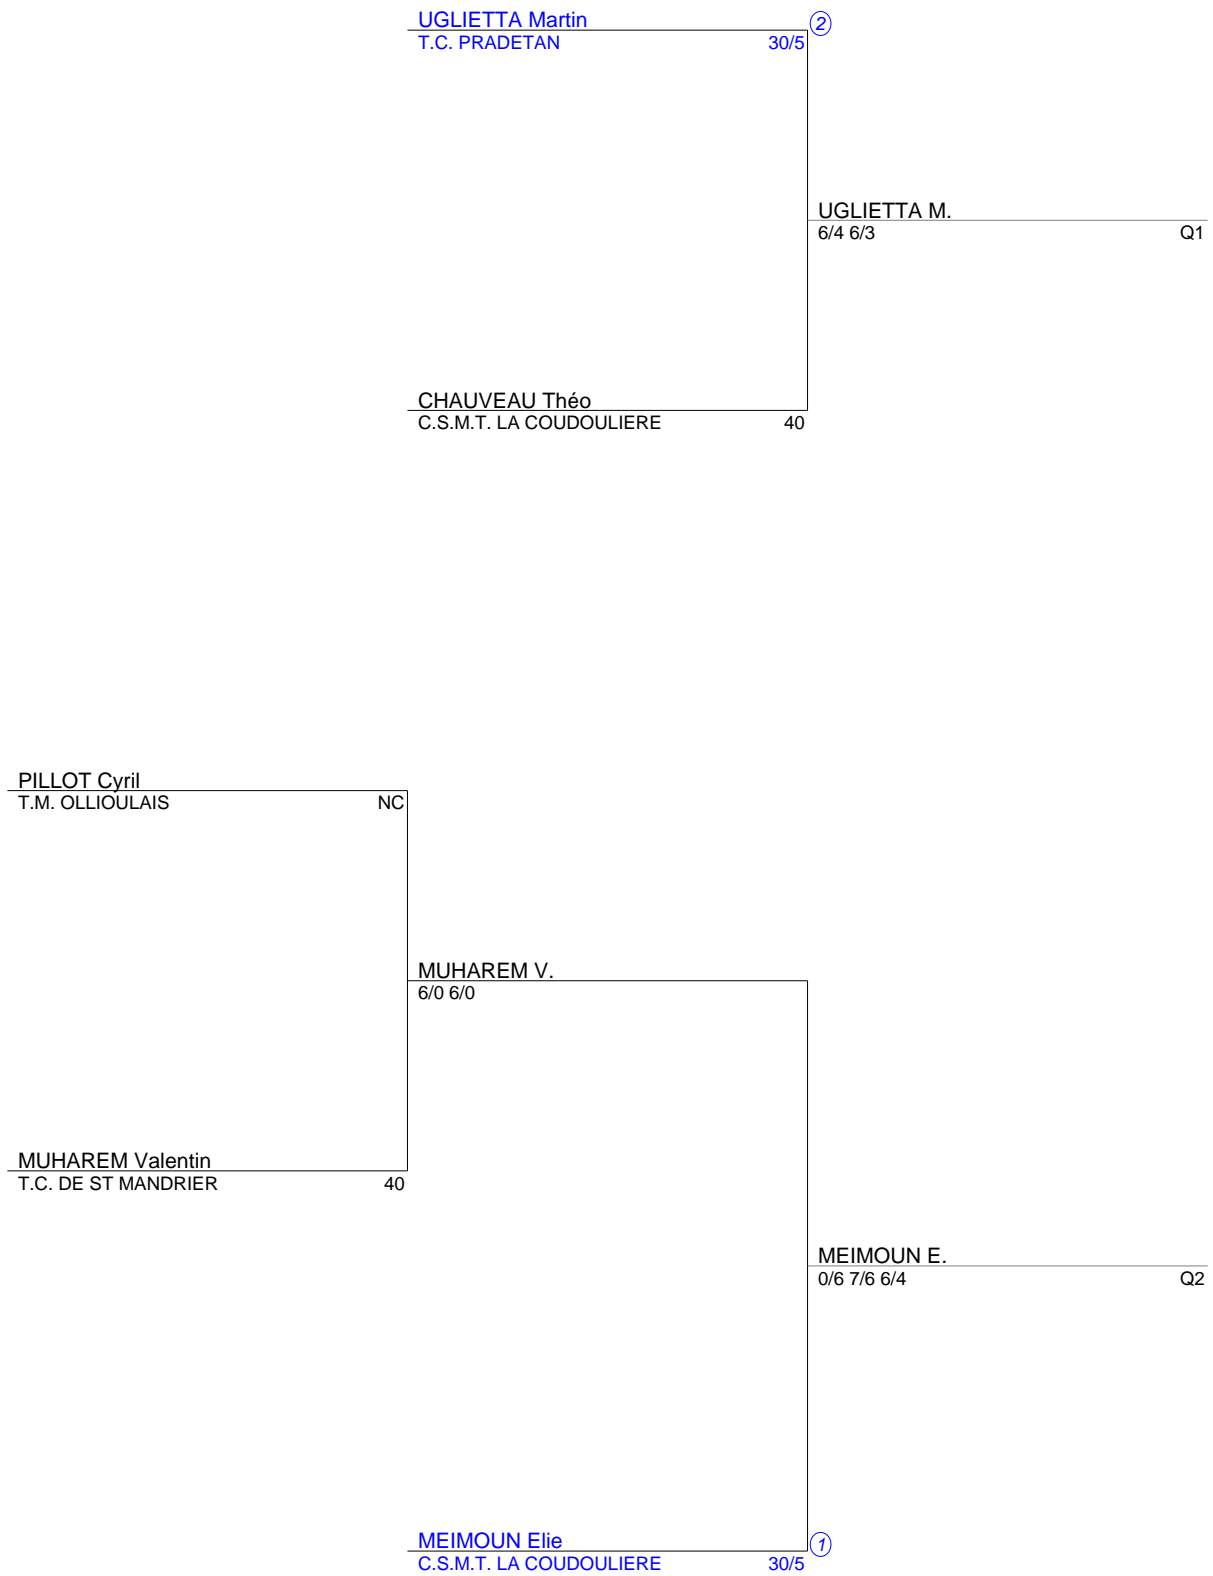 UGLIETTA Martin
2
T.C. PRADETAN 30/5
UGLIETTA M.
6/4 6/3 Q1
CHAUVEAU Théo
C.S.M.T. LA COUDOULIERE 40
PILLOT Cyril
T.M. OLLIOULAIS NC
MUHAREM V.
6/0 6/0
MUHAREM Valentin
T.C. DE ST MANDRIER 40
MEIMOUN E.
0/6 7/6 6/4 Q2
MEIMOUN Elie
1
C.S.M.T. LA COUDOULIERE 30/5